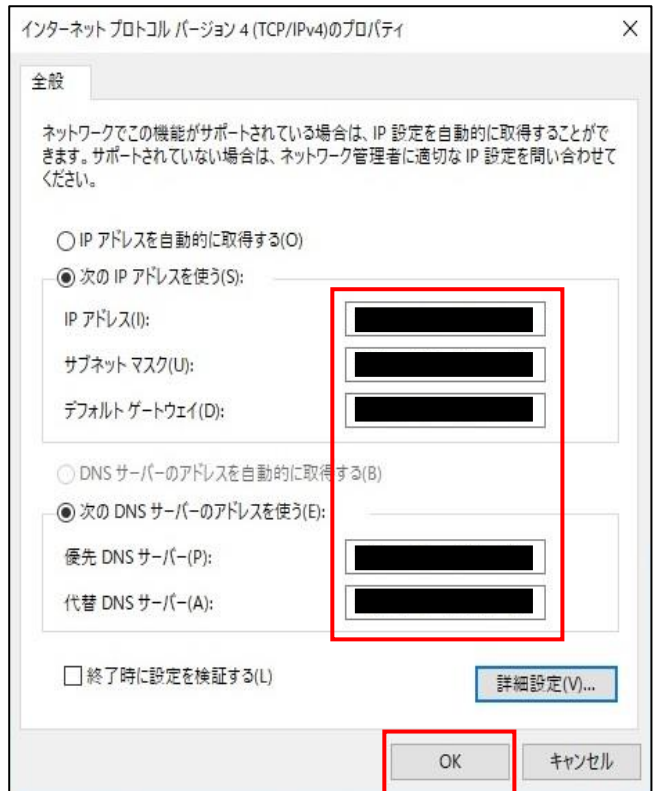 インターネット プロトコル バージョン 4 (TCP/IPv4)のプロパティ
全般
ネットワークでこの機能がサポートされている場合は、IP 設定を自動的に取得することがで
きます。サポートされていない場合は、ネットワーク管理者に適切な IP 設定を問い合わせて
ください。
IP アドレスを自動的に取得する(O)
次の IP アドレスを使う(S):
IP アドレス(I):
サブネット マスク(U):
デフォルト ゲートウェイ(D):
DNS サーバーのアドレスを自動的に取得する(B)
次の DNS サーバーのアドレスを使う(E):
優先 DNS サーバー(P):
代替 DNS サーバー(A):
終了時に設定を検証する(L)
詳細設定(V)...
OK キャンセル